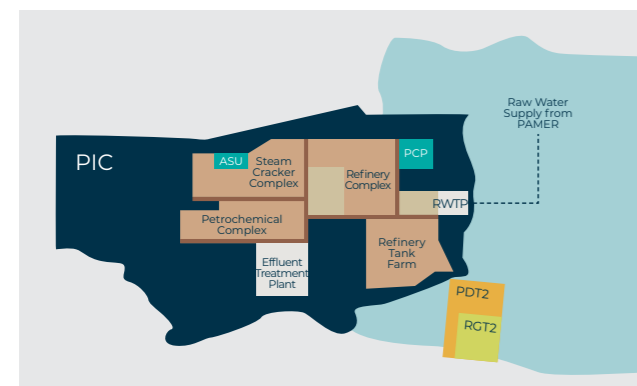 Raw Water
Supply from
PAMER
PIC
ASU
Steam
Cracker
Complex
PCP
Refinery
Complex
RWTP
Petrochemical
Complex
Refinery
Tank
Farm
Effluent
Treatment
Plant
PDT2
RGT2